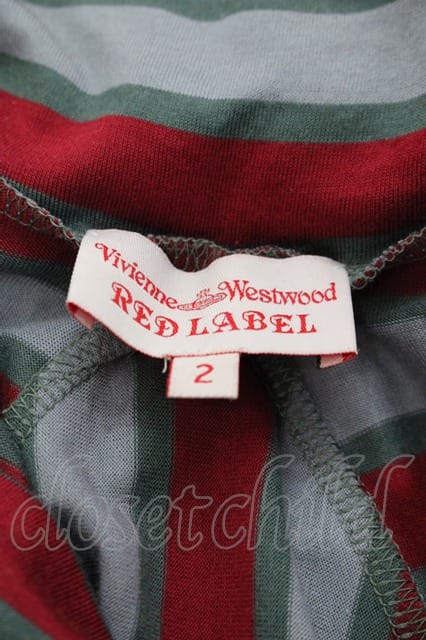 Vivienne Westwood
RED LABEL
2
closetchild